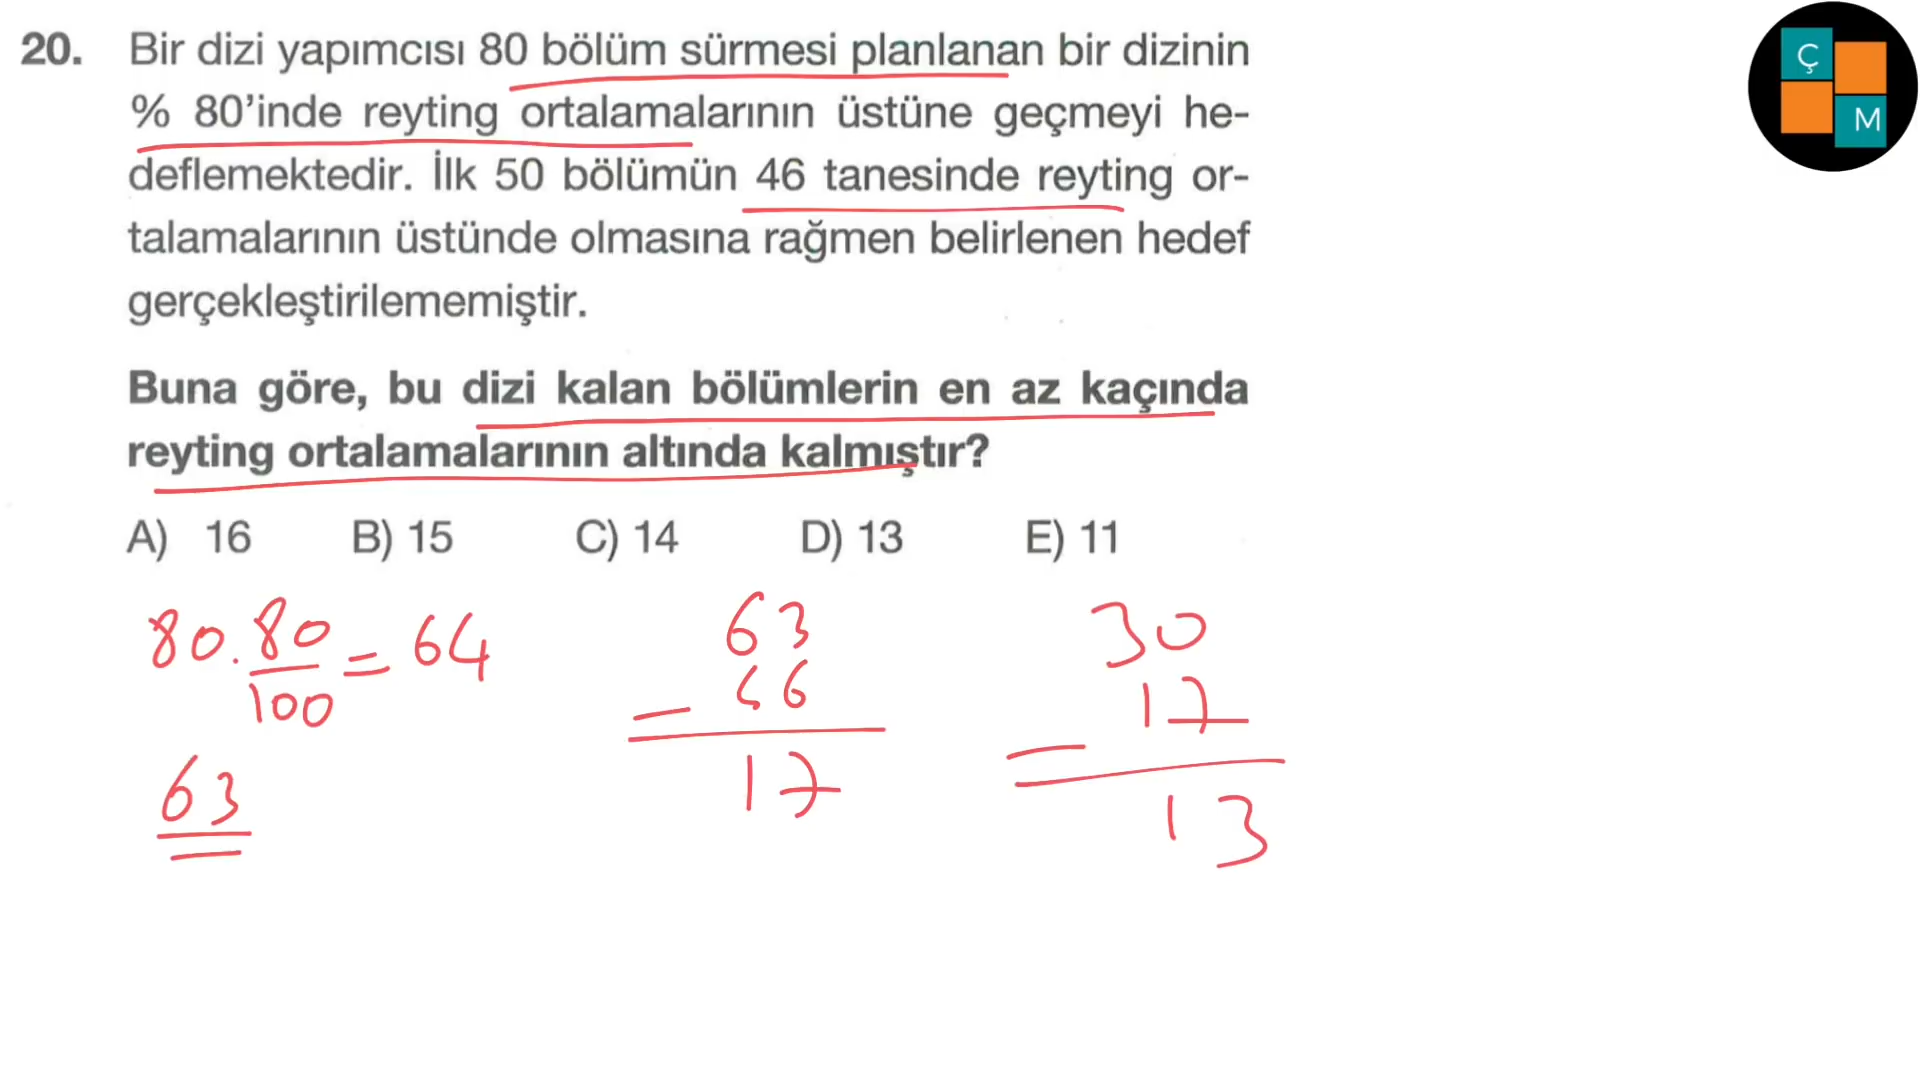 20. Bir dizi yapımcısı 80 bölüm sürmesi planlanan bir dizinin
% 80'inde reyting ortalamalarının üstüne geçmeyi he-
deflemektedir. İlk 50 bölümün 46 tanesinde reyting or-
talamalarının üstünde olmasına rağmen belirlenen hedef
gerçekleştirilememiştir.
Buna göre, bu dizi kalan bölümlerin en az kaçında
reyting ortalamalarının altında kalmıştır?
A) 16 B) 15 C) 14 D) 13 E) 11
80 . 80/100 = 64
63
63
- 46
17
30
- 17
13
Ç
M